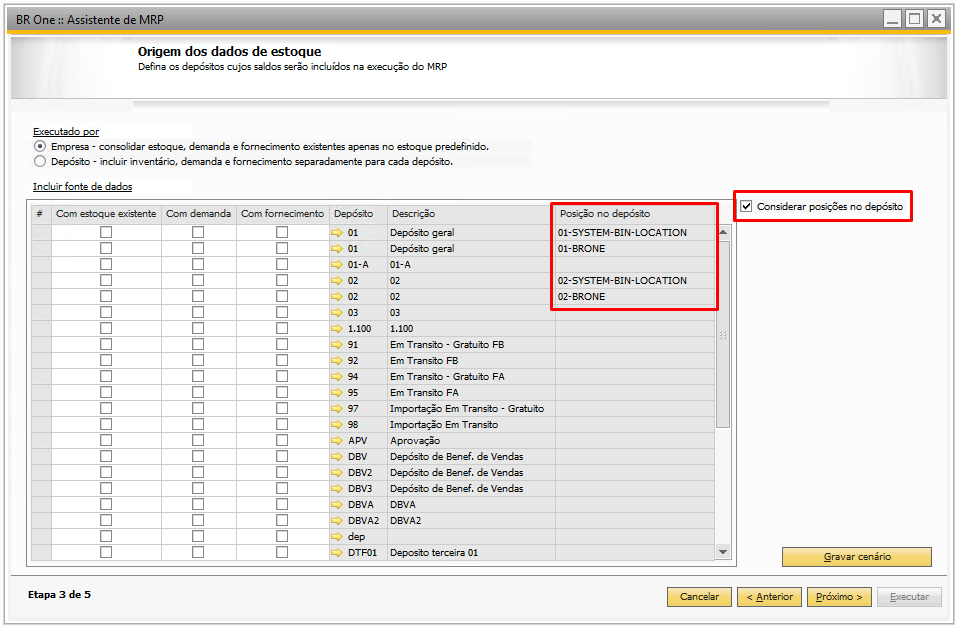 BR One :: Assistente de MRP
Origem dos dados de estoque
Defina os depósitos cujos saldos serão incluídos na execução do MRP
Executado por
Empresa - consolidar estoque, demanda e fornecimento existentes apenas no estoque predefinido.
Depósito - incluir inventário, demanda e fornecimento separadamente para cada depósito.
Incluir fonte de dados
Considerar posições no depósito
# Com estoque existente Com demanda Com fornecimento Depósito Descrição Posição no depósito
01 Depósito geral 01-SYSTEM-BIN-LOCATION
01 Depósito geral 01-BRONE
01-A 01-A
02 02 02-SYSTEM-BIN-LOCATION
02 02 02-BRONE
03 03
1.100 1.100
91 Em Transito - Gratuito FB
92 Em Transito FB
94 Em Transito - Gratuito FA
95 Em Transito FA
97 Importação Em Transito - Gratuito
98 Importação Em Transito
APV Aprovação
DBV Depósito de Benef. de Vendas
DBV2 Depósito de Benef. de Vendas
DBV3 Depósito de Benef. de Vendas
DBVA DBVA
DBVA2 DBVA2
dep
DTF01 Deposito terceira 01
Gravar cenário
Etapa 3 de 5
Cancelar < Anterior Próximo > Executar